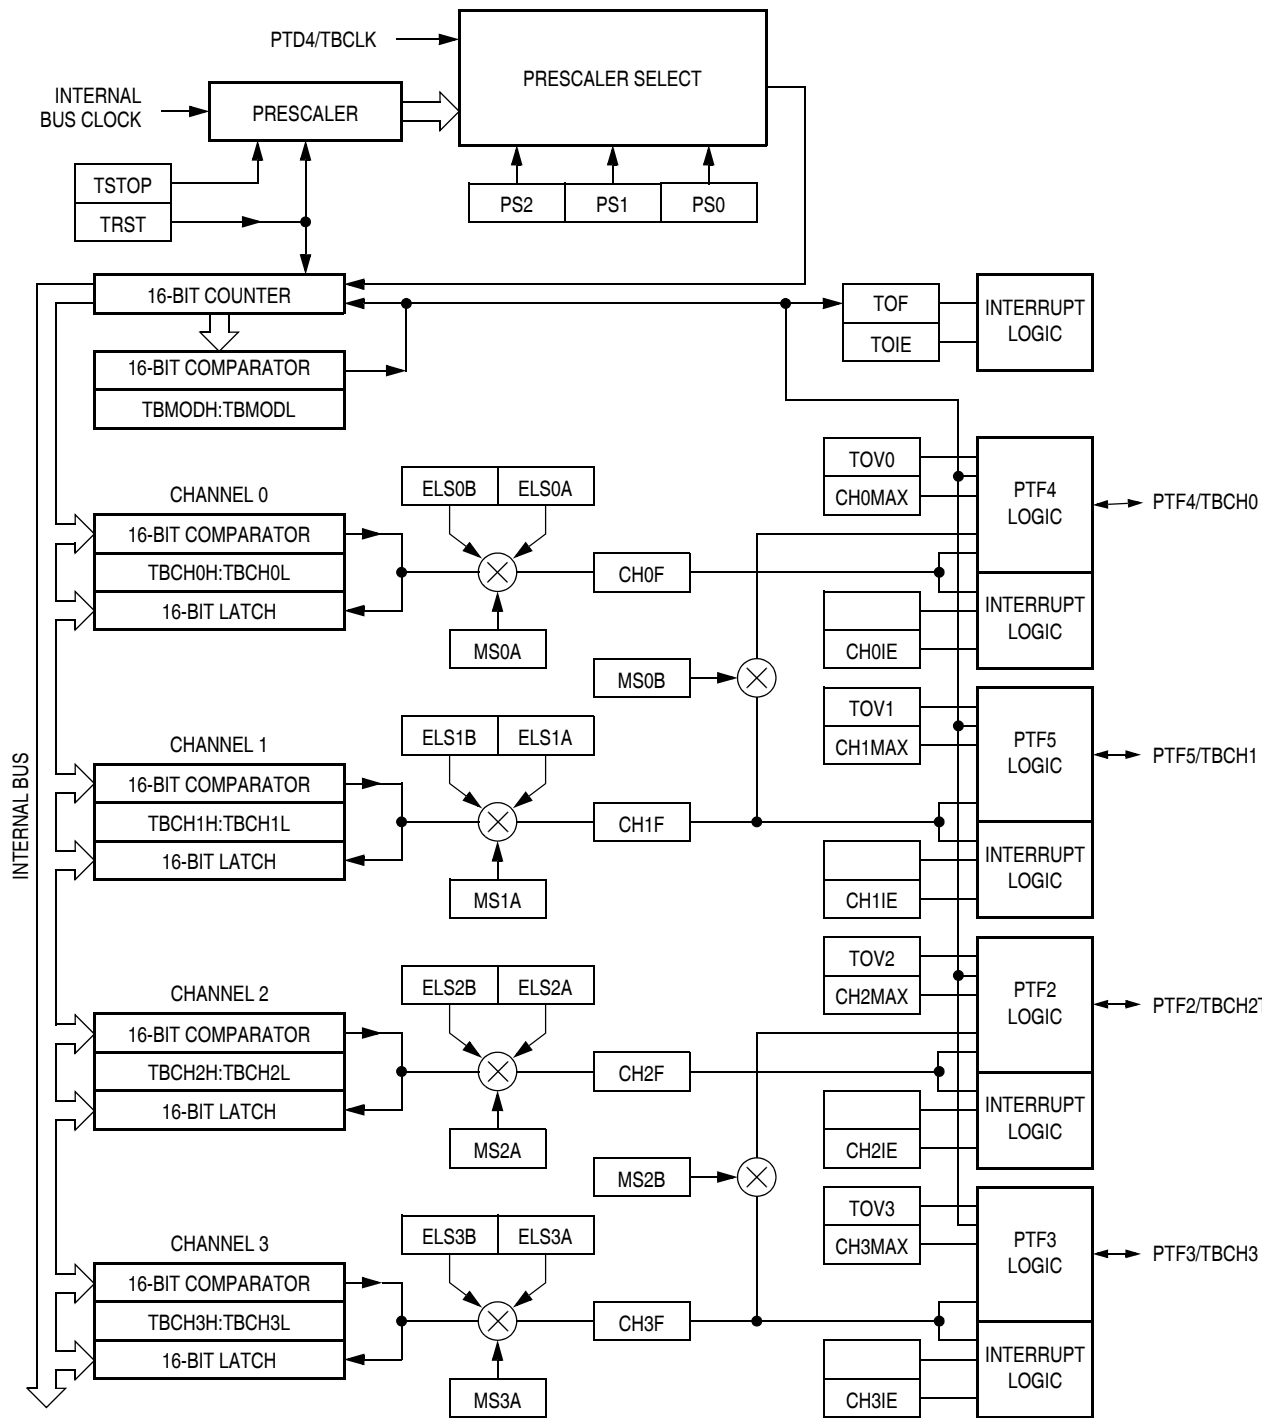 PTD4/TBCLK
PRESCALER SELECT
INTERNAL
BUS CLOCK
PRESCALER
TSTOP
TRST
PS2
PS1
PS0
16-BIT COUNTER
TOF
TOIE
INTERRUPT
LOGIC
16-BIT COMPARATOR
TBMODH:TBMODL
INTERNAL BUS
CHANNEL 0
16-BIT COMPARATOR
TBCH0H:TBCH0L
16-BIT LATCH
ELS0B
ELS0A
MS0A
CH0F
MS0B
TOV0
CH0MAX
PTF4
LOGIC
PTF4/TBCH0
CH0IE
INTERRUPT
LOGIC
CHANNEL 1
16-BIT COMPARATOR
TBCH1H:TBCH1L
16-BIT LATCH
ELS1B
ELS1A
MS1A
CH1F
TOV1
CH1MAX
PTF5
LOGIC
PTF5/TBCH1
CH1IE
INTERRUPT
LOGIC
CHANNEL 2
16-BIT COMPARATOR
TBCH2H:TBCH2L
16-BIT LATCH
ELS2B
ELS2A
MS2A
CH2F
MS2B
TOV2
CH2MAX
PTF2
LOGIC
PTF2/TBCH2T
CH2IE
INTERRUPT
LOGIC
CHANNEL 3
16-BIT COMPARATOR
TBCH3H:TBCH3L
16-BIT LATCH
ELS3B
ELS3A
MS3A
CH3F
TOV3
CH3MAX
PTF3
LOGIC
PTF3/TBCH3
CH3IE
INTERRUPT
LOGIC